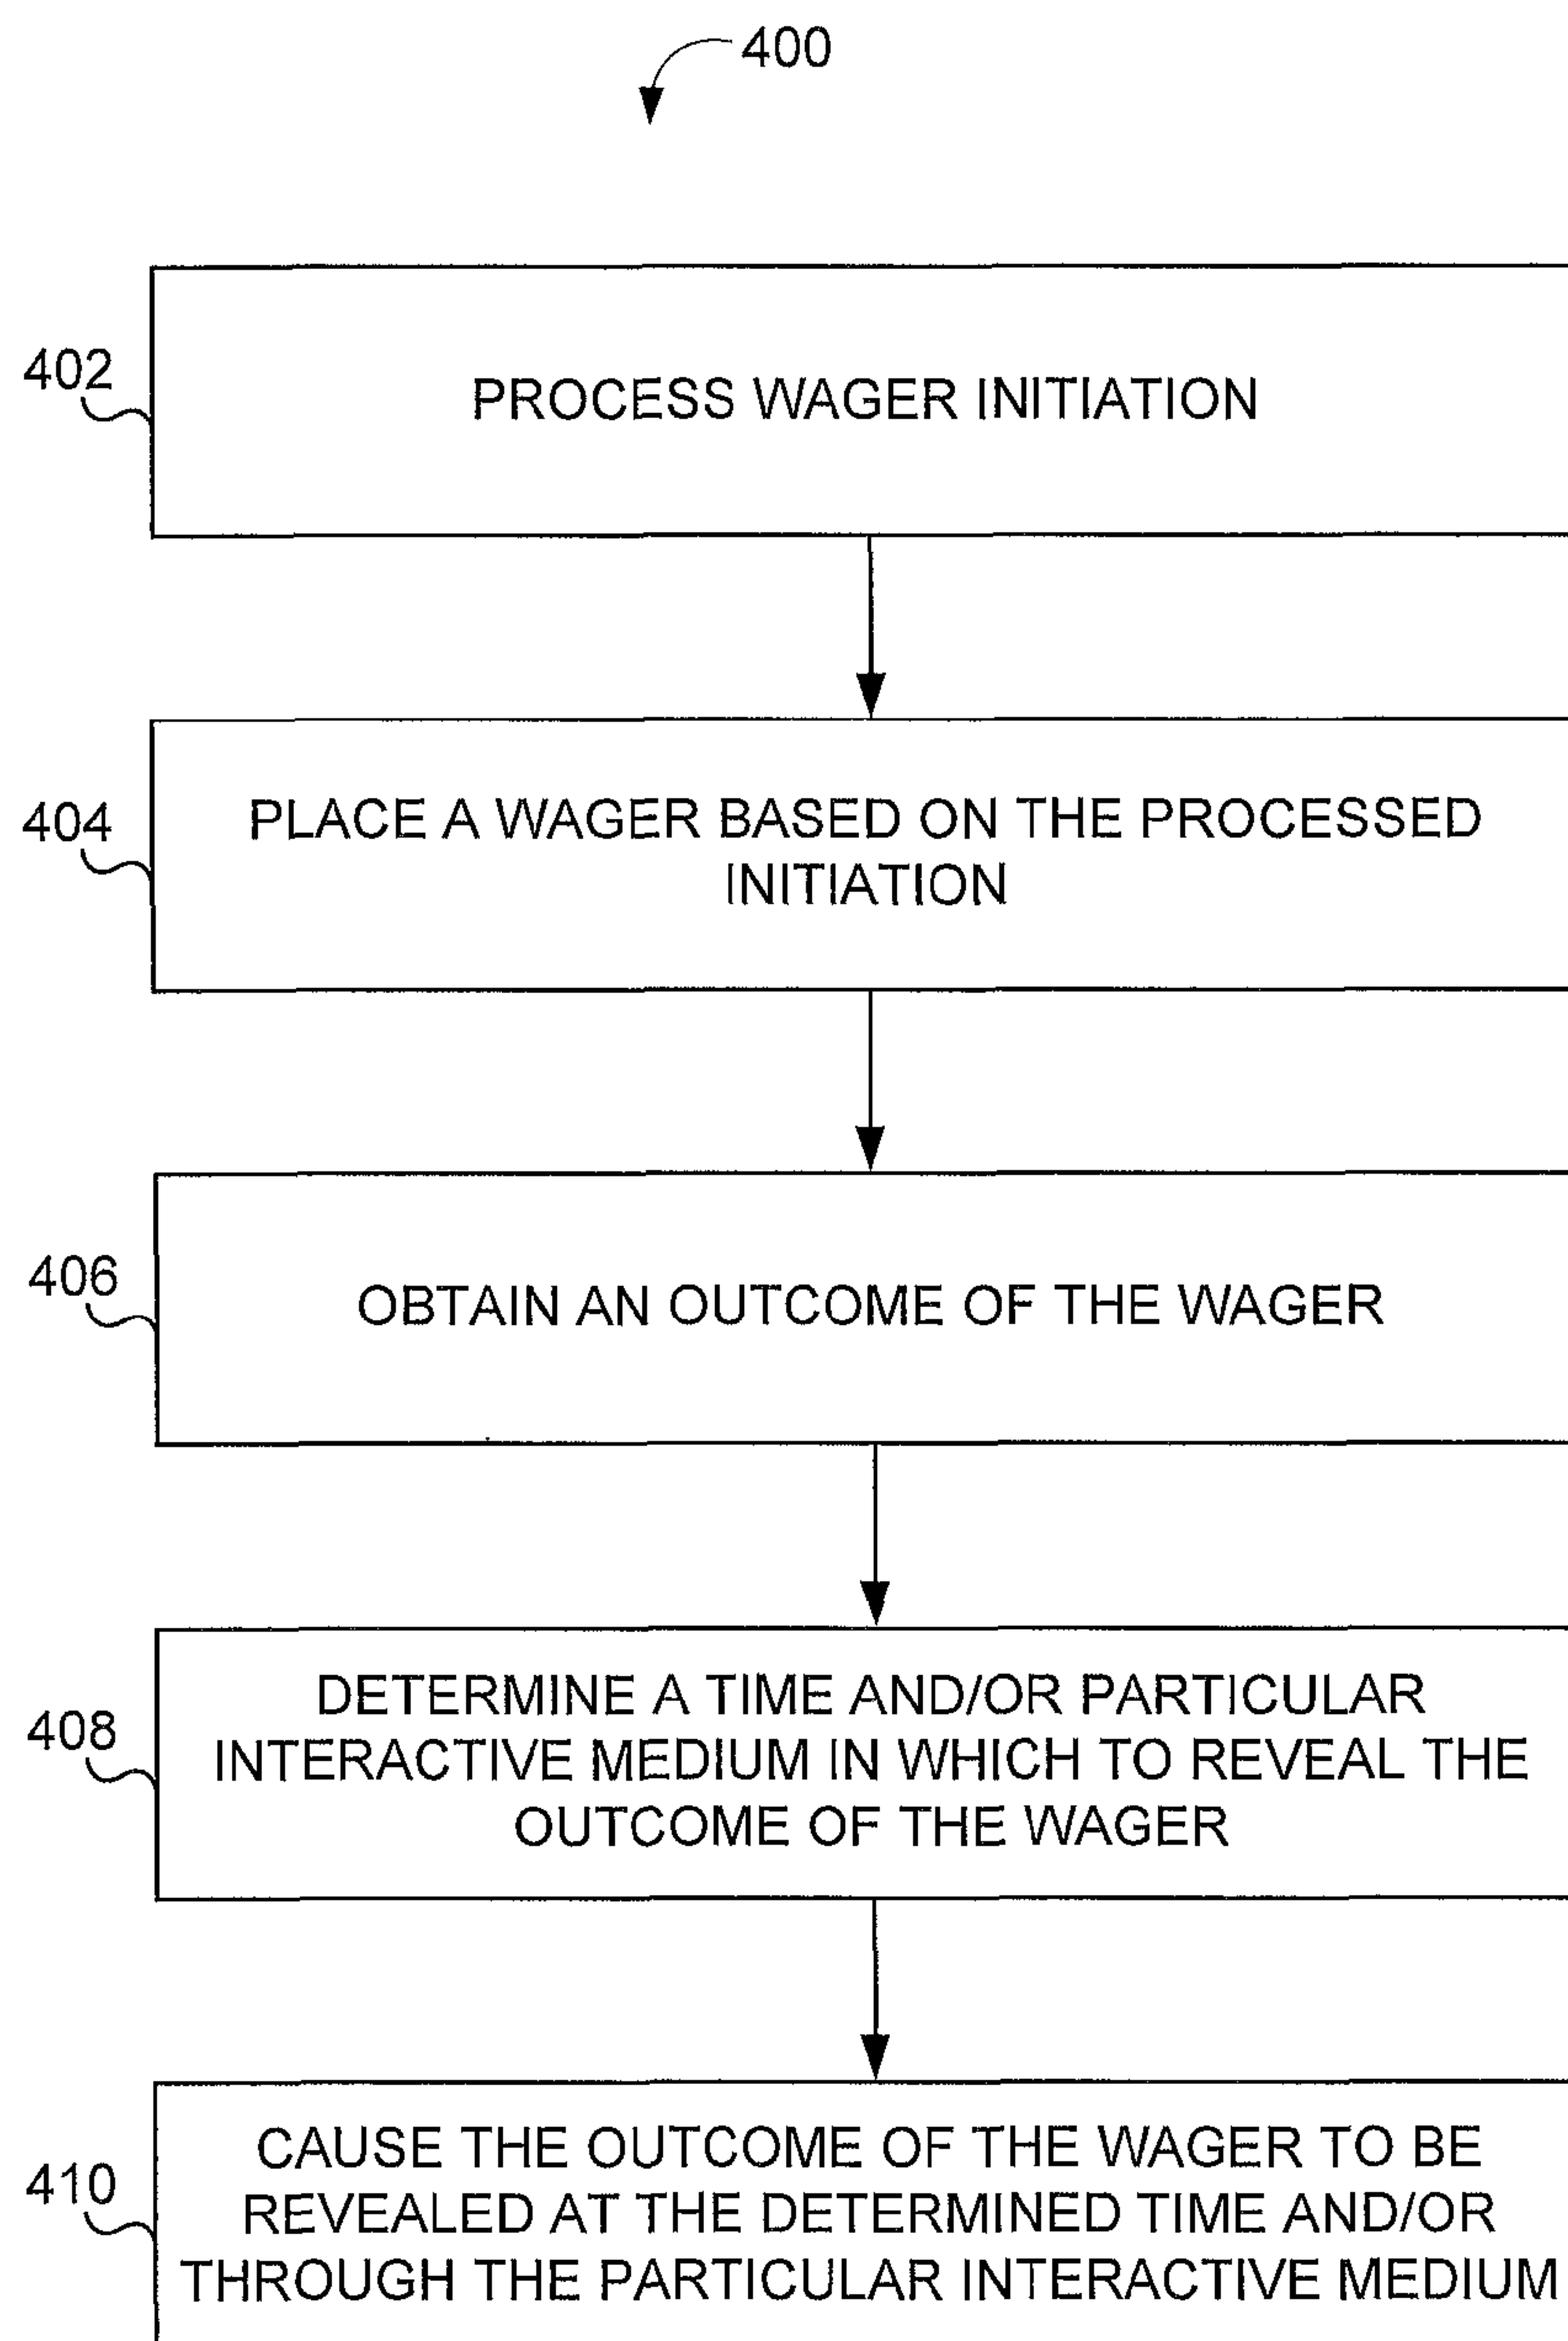 400
402
PROCESS WAGER INITIATION
404
PLACE A WAGER BASED ON THE PROCESSED
INITIATION
406
OBTAIN AN OUTCOME OF THE WAGER
408
DETERMINE A TIME AND/OR PARTICULAR
INTERACTIVE MEDIUM IN WHICH TO REVEAL THE
OUTCOME OF THE WAGER
410
CAUSE THE OUTCOME OF THE WAGER TO BE
REVEALED AT THE DETERMINED TIME AND/OR
THROUGH THE PARTICULAR INTERACTIVE MEDIUM